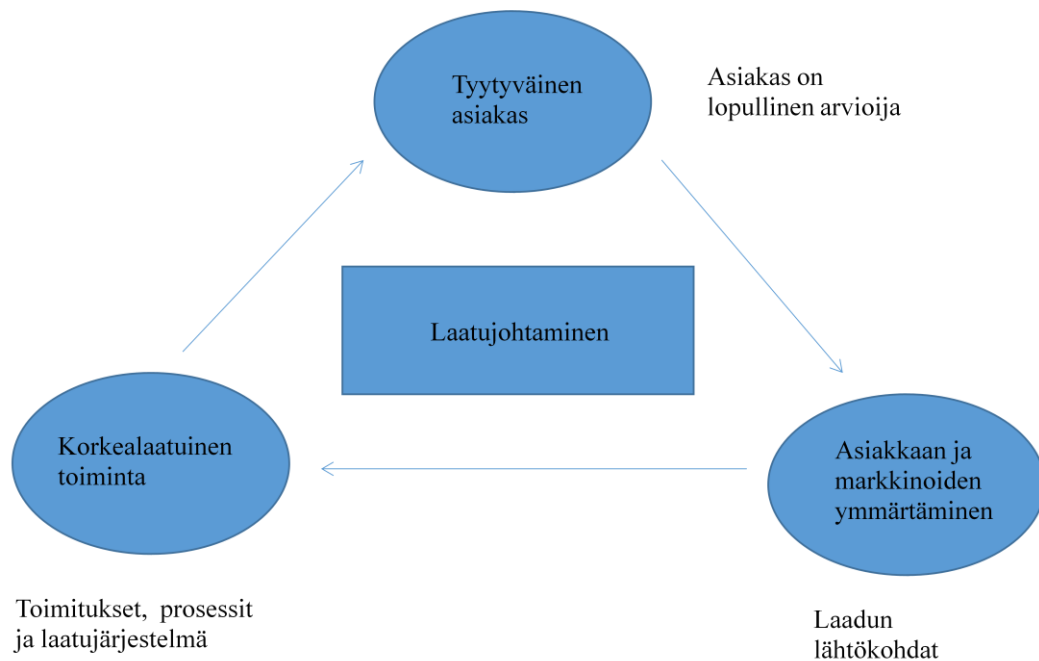 Tyytyväinen
asiakas
Asiakas on
lopullinen arvioija
Laatujohtaminen
Korkealaatuinen
toiminta
Asiakkaan ja
markkinoiden
ymmärtäminen
Toimitukset, prosessit
ja laatujärjestelmä
Laadun
lähtökohdat